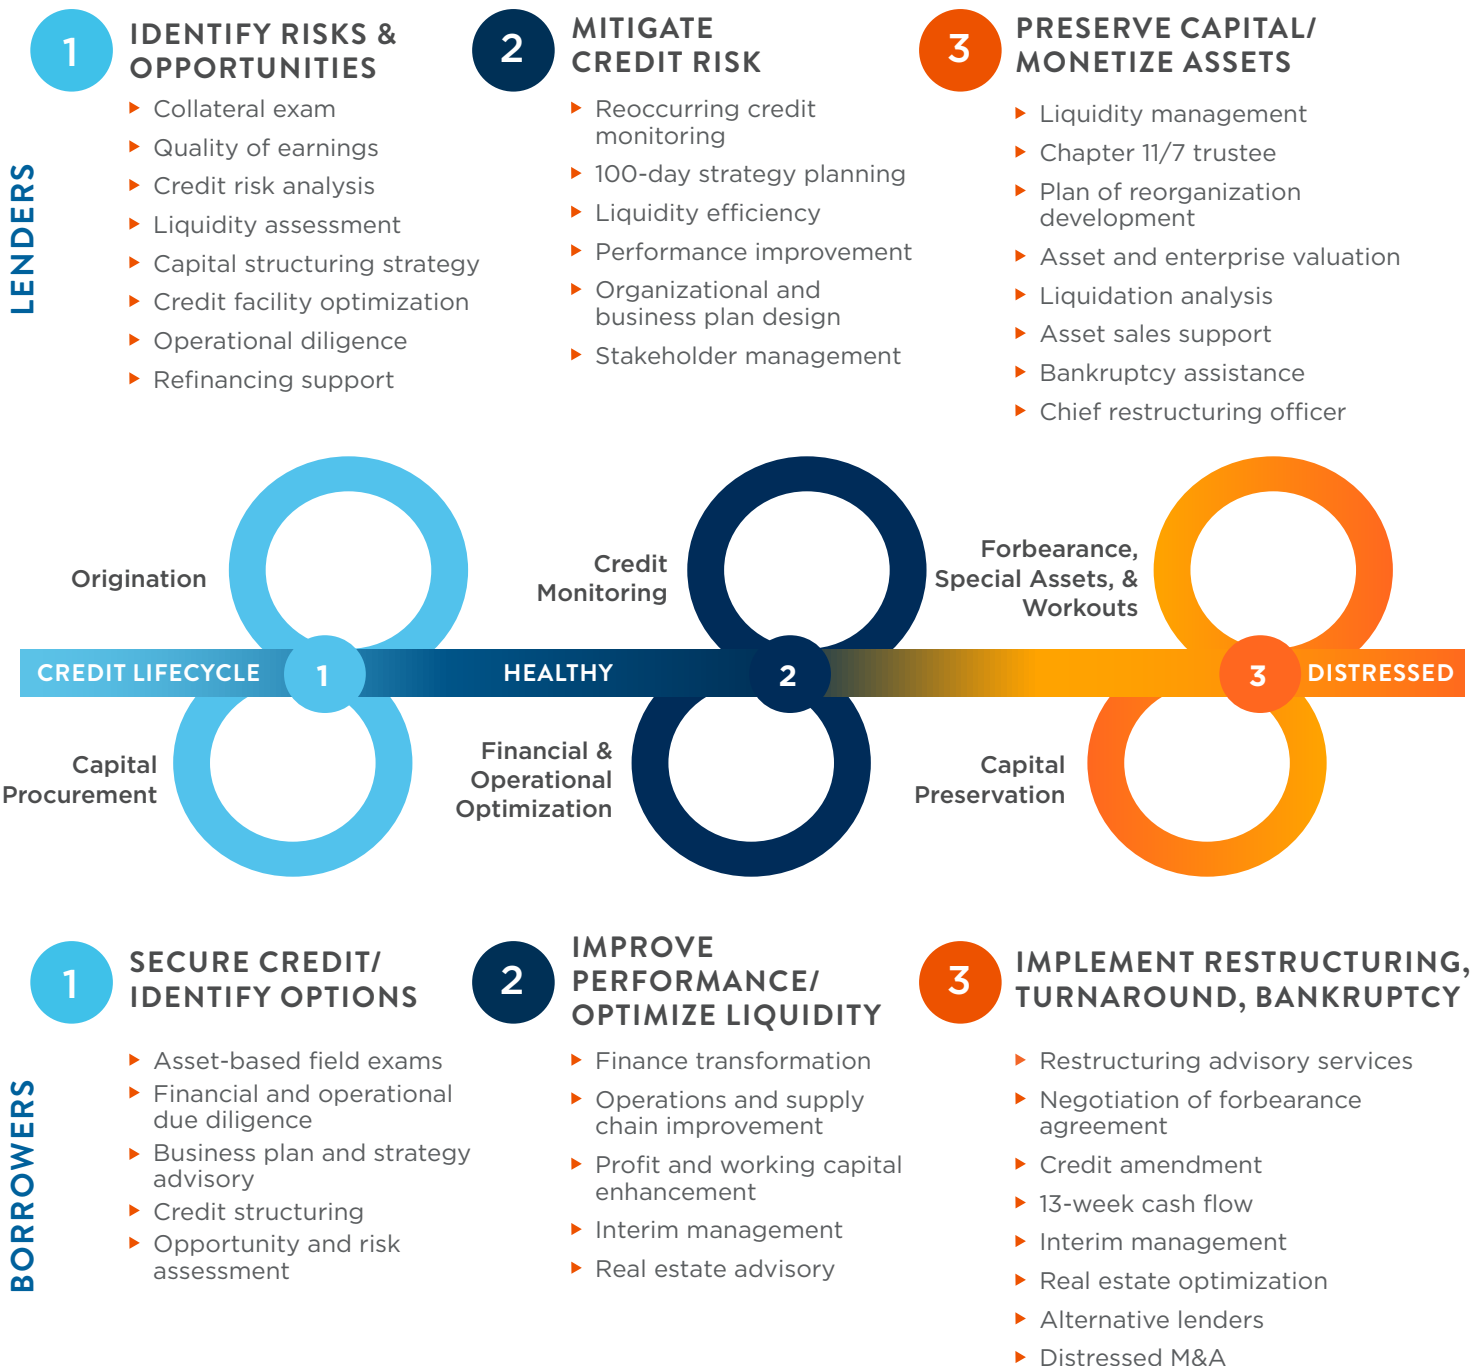 LENDERS
1
IDENTIFY RISKS &
OPPORTUNITIES
Collateral exam
Quality of earnings
Credit risk analysis
Liquidity assessment
Capital structuring strategy
Credit facility optimization
Operational diligence
Refinancing support
2
MITIGATE
CREDIT RISK
Reoccurring credit
monitoring
100-day strategy planning
Liquidity efficiency
Performance improvement
Organizational and
business plan design
Stakeholder management
3
PRESERVE CAPITAL/
MONETIZE ASSETS
Liquidity management
Chapter 11/7 trustee
Plan of reorganization
development
Asset and enterprise valuation
Liquidation analysis
Asset sales support
Bankruptcy assistance
Chief restructuring officer
Origination
Credit
Monitoring
Forbearance,
Special Assets, &
Workouts
CREDIT LIFECYCLE
1
HEALTHY
2
3
DISTRESSED
Capital
Procurement
Financial &
Operational
Optimization
Capital
Preservation
BORROWERS
1
SECURE CREDIT/
IDENTIFY OPTIONS
Asset-based field exams
Financial and operational
due diligence
Business plan and strategy
advisory
Credit structuring
Opportunity and risk
assessment
2
IMPROVE
PERFORMANCE/
OPTIMIZE LIQUIDITY
Finance transformation
Operations and supply
chain improvement
Profit and working capital
enhancement
Interim management
Real estate advisory
3
IMPLEMENT RESTRUCTURING,
TURNAROUND, BANKRUPTCY
Restructuring advisory services
Negotiation of forbearance
agreement
Credit amendment
13-week cash flow
Interim management
Real estate optimization
Alternative lenders
Distressed M&A